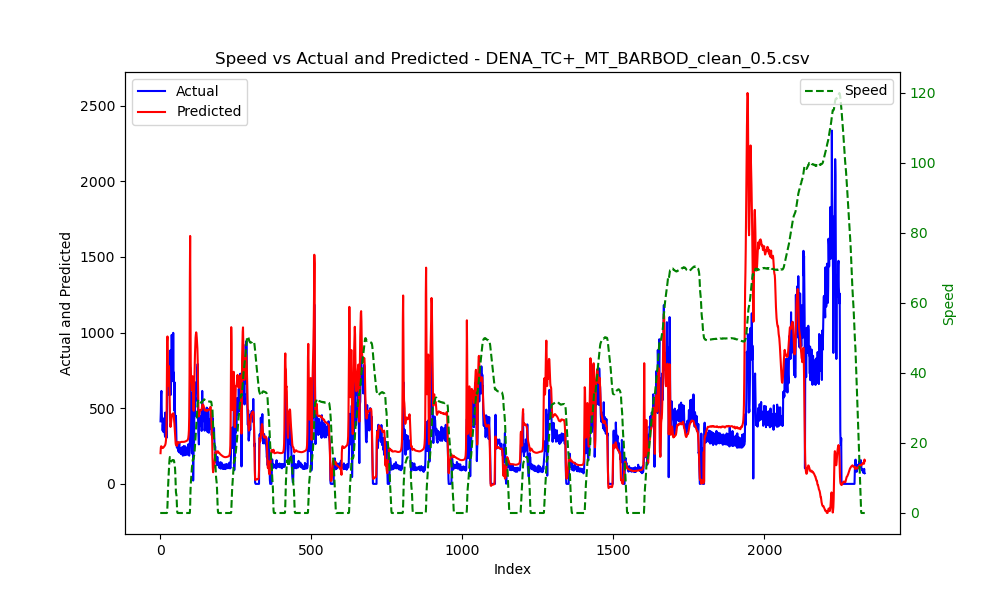 Speed vs Actual and Predicted - DENA_TC+_MT_BARBOD_clean_0.5.csv
Actual
Predicted
Speed
2500
2000
1500
1000
500
0
Actual and Predicted
120
100
80
60
40
20
0
Speed
0
500
1000
1500
2000
Index